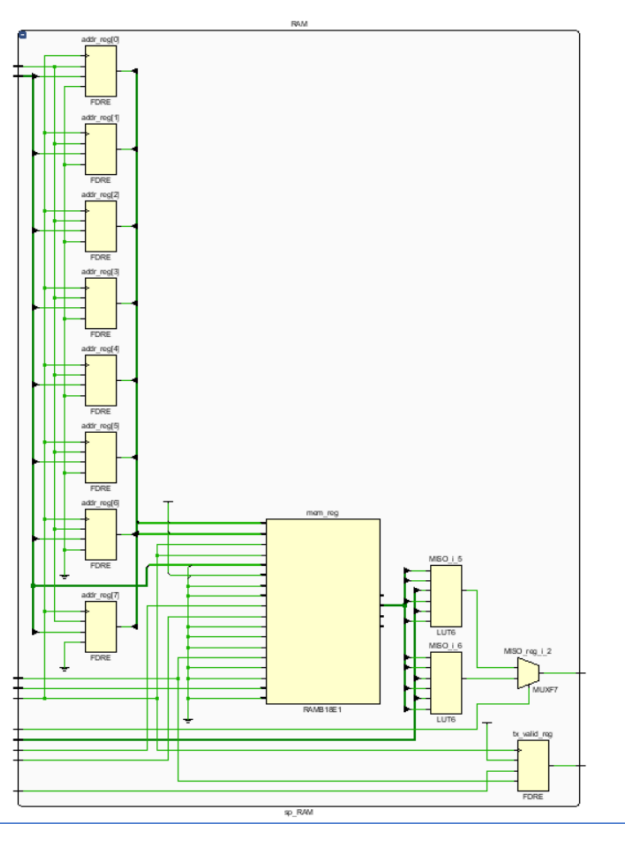 RAM
addr_reg[0]
FDRE
addr_reg[1]
FDRE
addr_reg[2]
FDRE
addr_reg[3]
FDRE
addr_reg[4]
FDRE
addr_reg[5]
FDRE
addr_reg[6]
FDRE
addr_reg[7]
FDRE
mem_reg
RAMB18E1
MISO_i_5
LUT6
MISO_i_6
LUT6
MISO_reg_i_2
MUXF7
tx_valid_reg
FDRE
sp_RAM